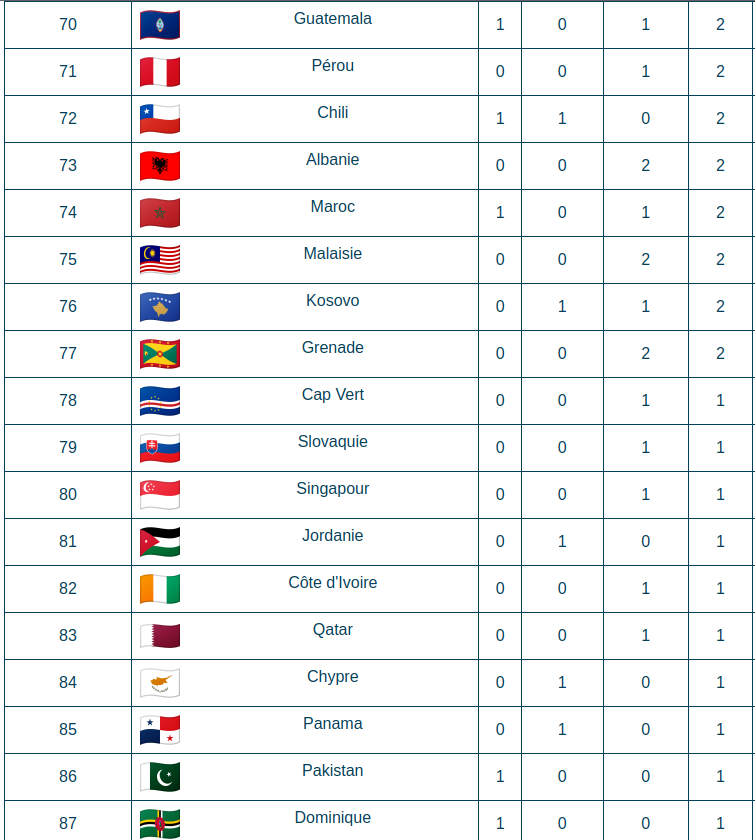 70 Guatemala 1 0 1 2
71 Pérou 0 0 1 2
72 Chili 1 1 0 2
73 Albanie 0 0 2 2
74 Maroc 1 0 1 2
75 Malaisie 0 0 2 2
76 Kosovo 0 1 1 2
77 Grenade 0 0 2 2
78 Cap Vert 0 0 1 1
79 Slovaquie 0 0 1 1
80 Singapour 0 0 1 1
81 Jordanie 0 1 0 1
82 Côte d'Ivoire 0 0 1 1
83 Qatar 0 0 1 1
84 Chypre 0 1 0 1
85 Panama 0 1 0 1
86 Pakistan 1 0 0 1
87 Dominique 1 0 0 1